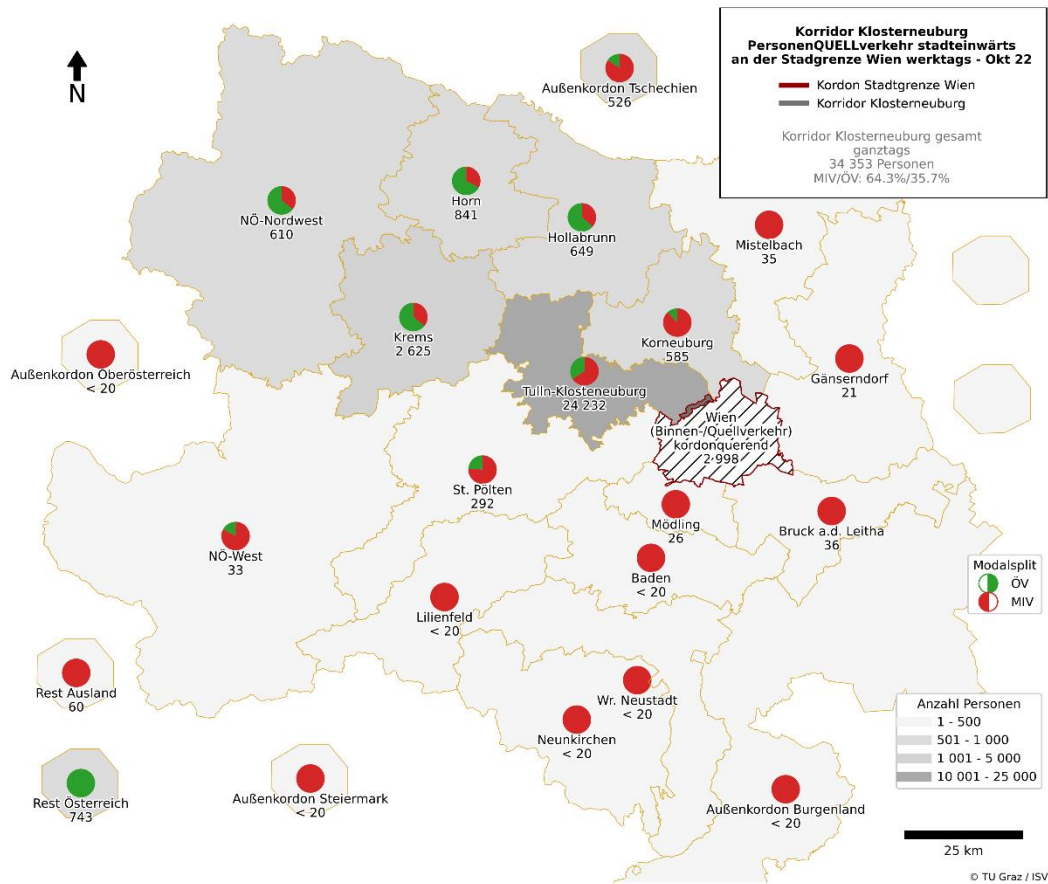 Korridor Klosterneuburg
PersonenQUELLverkehr stadteinwärts
an der Stadgrenze Wien werktags - Okt 22
Kordon Stadtgrenze Wien
Korridor Klosterneuburg
Korridor Klosterneuburg gesamt
ganztags
34 353 Personen
MIV/ÖV: 64.3%/35.7%
N
Außenkordon Tschechien
526
Horn
841
NÖ-Nordwest
610
Hollabrunn
649
Mistelbach
35
Krems
2 625
Korneuburg
585
Außenkordon Oberösterreich
< 20
Gänserndorf
21
Tulln-Klosteneuburg
24 232
Wien
(Binnen-/Quellverkehr)
kordonquerend
2 998
St. Pölten
292
Mödling
26
Bruck a.d. Leitha
36
NÖ-West
33
Baden
< 20
Modalsplit
ÖV
MIV
Lilienfeld
< 20
Rest Ausland
60
Wr. Neustadt
< 20
Neunkirchen
< 20
Anzahl Personen
1 - 500
501 - 1 000
1 001 - 5 000
10 001 - 25 000
Rest Österreich
743
Außenkordon Steiermark
< 20
Außenkordon Burgenland
< 20
25 km
© TU Graz / ISV